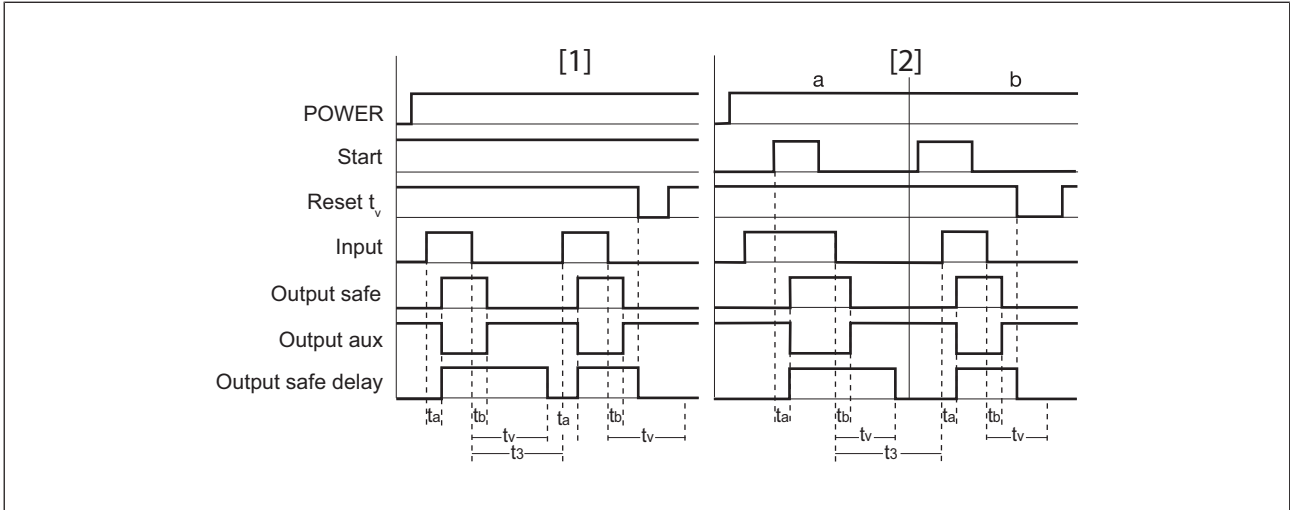 [1] [2]
a b
POWER
Start
Reset tv
Input
Output safe
Output aux
Output safe delay
ta tb ta tb ta tb ta tb
tv tv tv tv
t3 t3